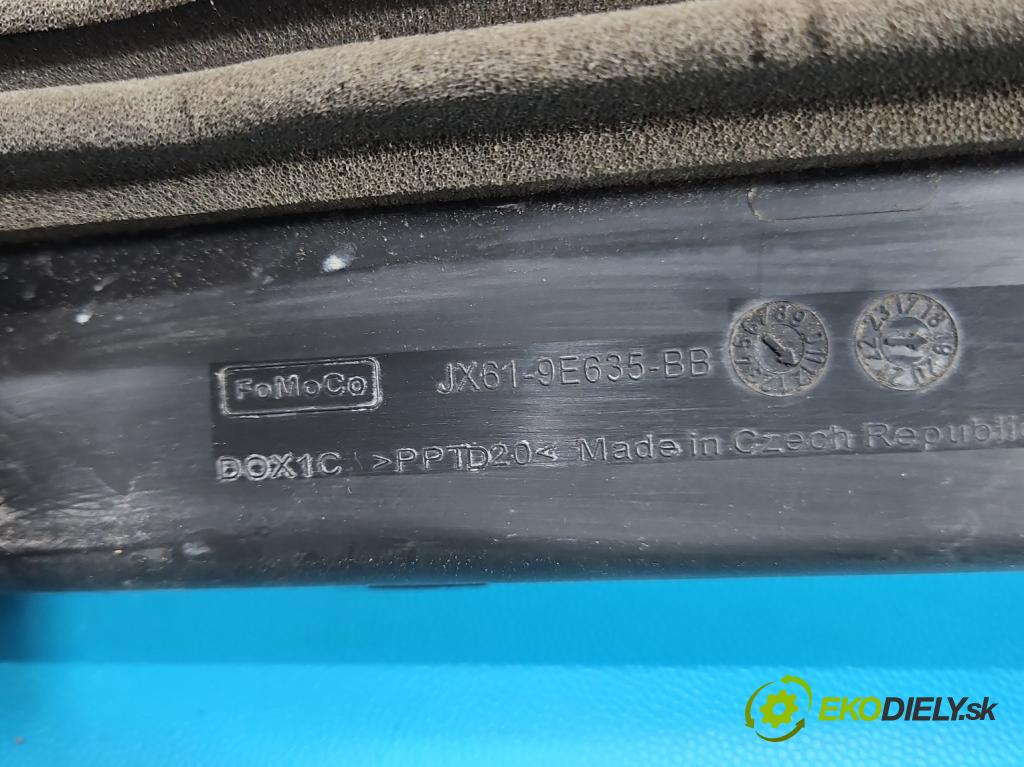 FoMoCo
JX61-9E635-BB
DOX1C >PPTD20< Made in Czech Republic
EKODIELY.sk